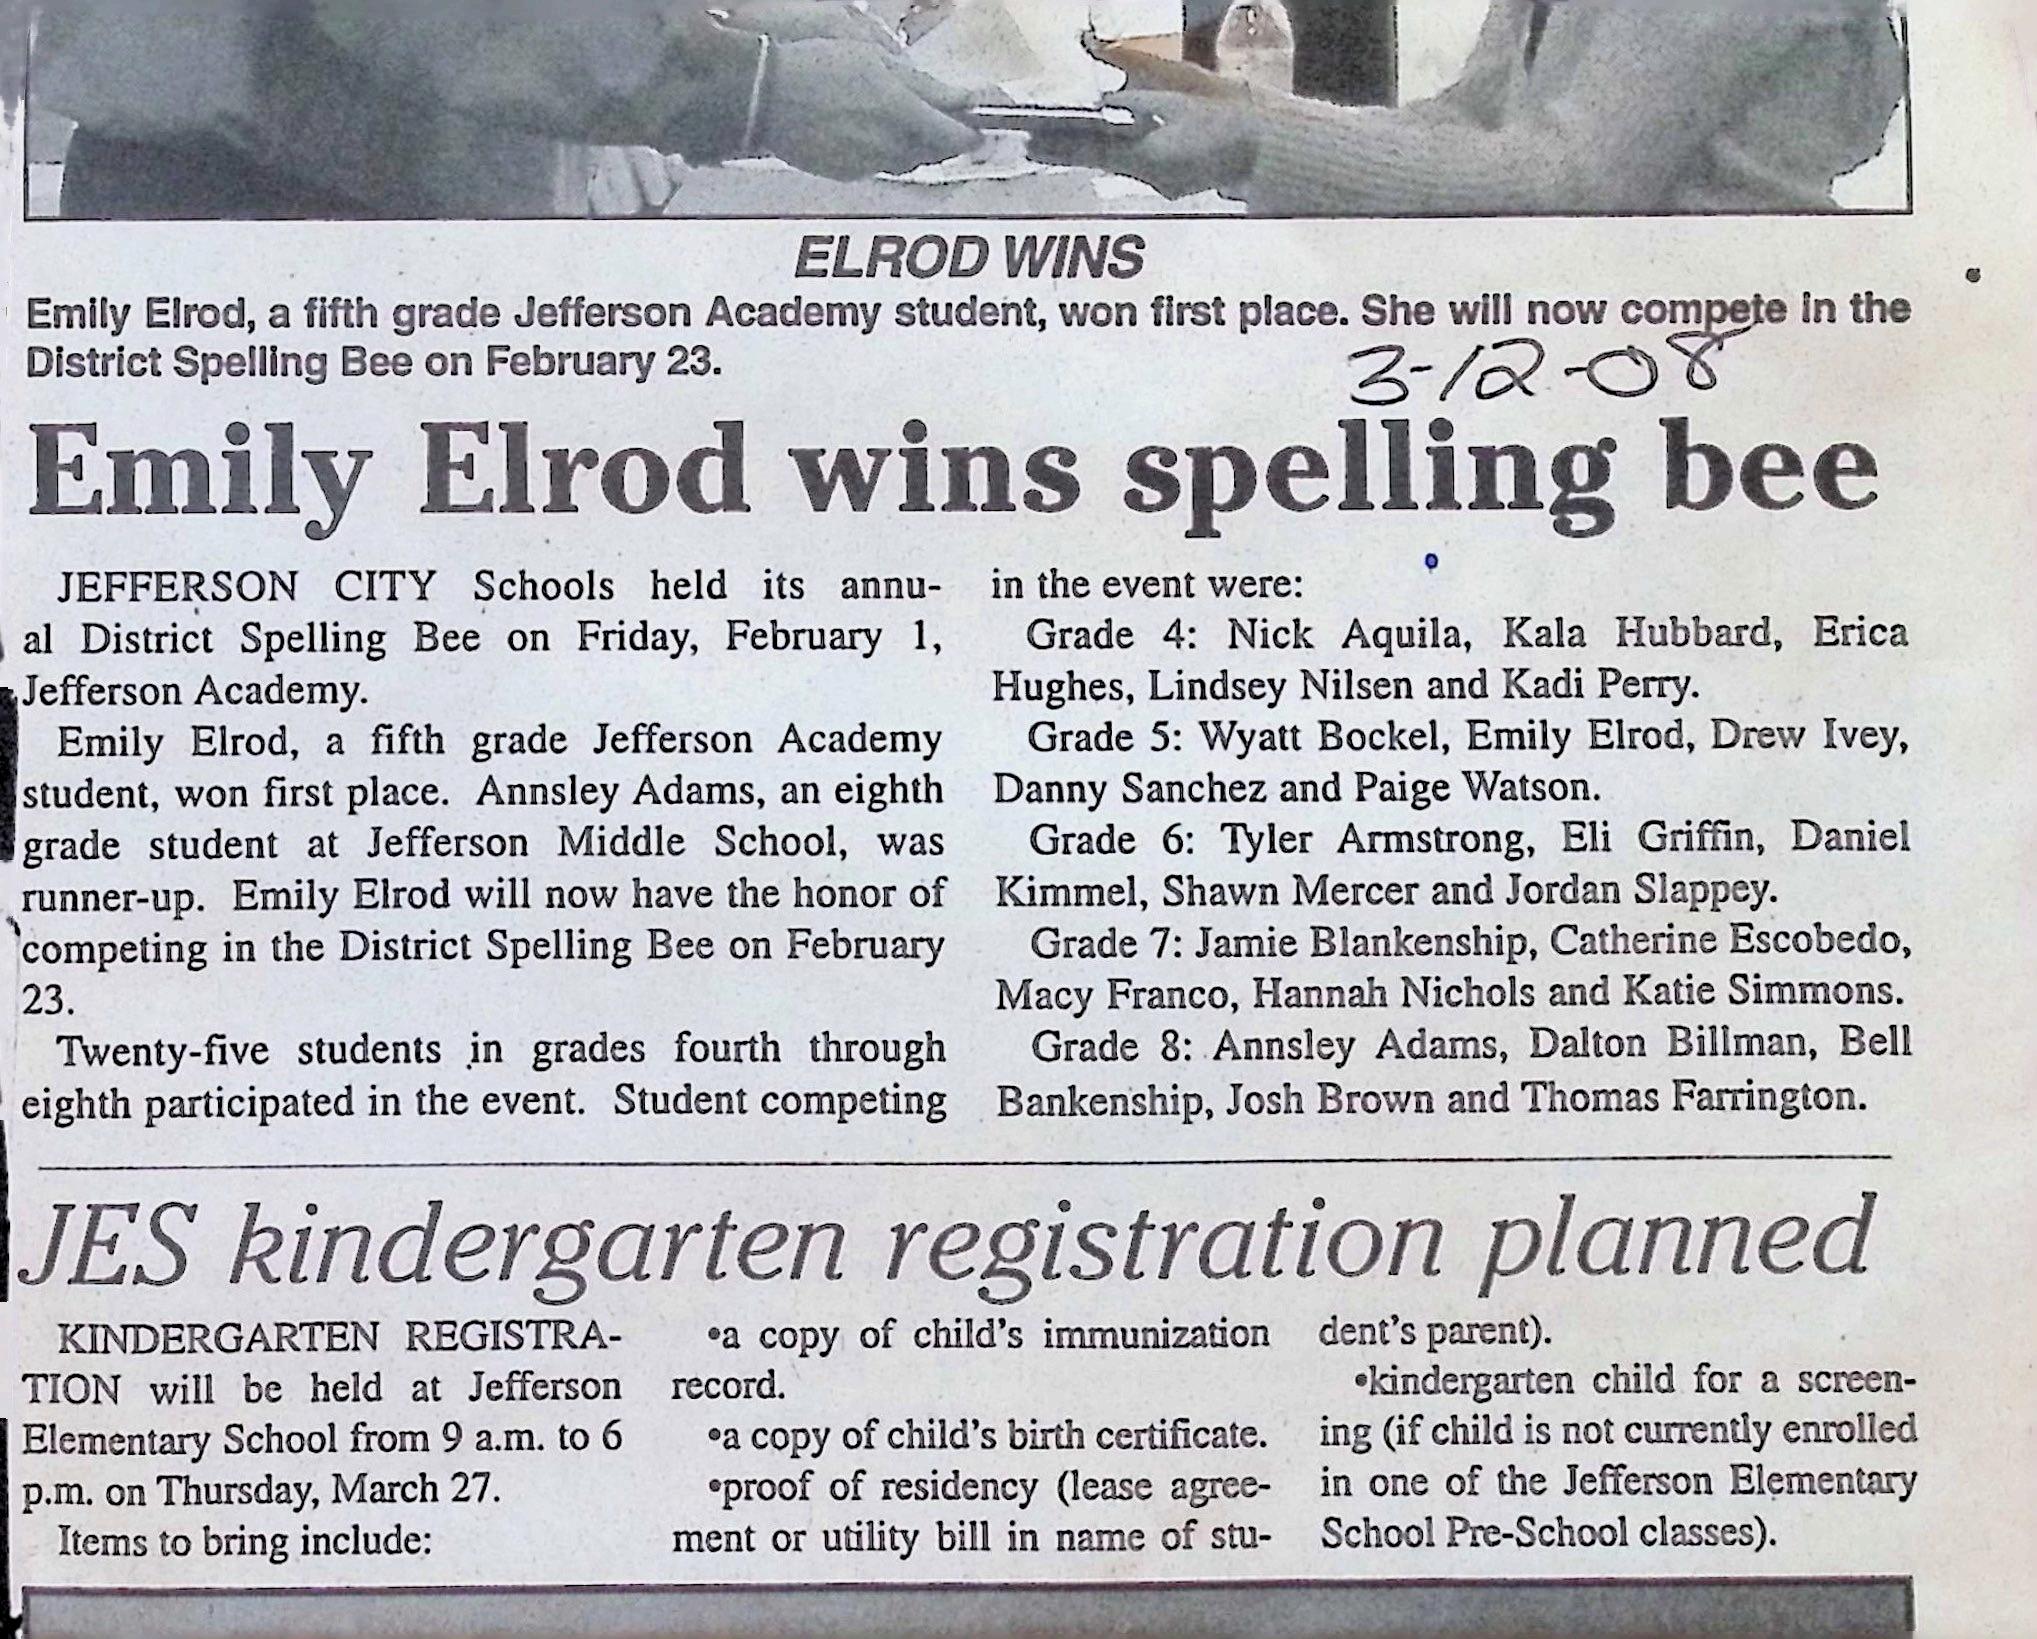 ELROD WINS
Emily Elrod, a fifth grade Jefferson Academy student, won first place. She will now compete in the
District Spelling Bee on February 23.
3-12-08
Emily Elrod wins spelling bee
JEFFERSON CITY Schools held its annu-
al District Spelling Bee on Friday, February 1,
Jefferson Academy.
Emily Elrod, a fifth grade Jefferson Academy
student, won first place. Annsley Adams, an eighth
grade student at Jefferson Middle School, was
runner-up. Emily Elrod will now have the honor of
competing in the District Spelling Bee on February
23.
Twenty-five students in grades fourth through
eighth participated in the event. Student competing
in the event were:
Grade 4: Nick Aquila, Kala Hubbard, Erica
Hughes, Lindsey Nilsen and Kadi Perry.
Grade 5: Wyatt Bockel, Emily Elrod, Drew Ivey,
Danny Sanchez and Paige Watson.
Grade 6: Tyler Armstrong, Eli Griffin, Daniel
Kimmel, Shawn Mercer and Jordan Slappey.
Grade 7: Jamie Blankenship, Catherine Escobedo,
Macy Franco, Hannah Nichols and Katie Simmons.
Grade 8: Annsley Adams, Dalton Billman, Bell
Bankenship, Josh Brown and Thomas Farrington.
JES kindergarten registration planned
KINDERGARTEN REGISTRA-
TION will be held at Jefferson
Elementary School from 9 a.m. to 6
p.m. on Thursday, March 27.
Items to bring include:
•a copy of child's immunization
record.
•a copy of child's birth certificate.
•proof of residency (lease agree-
ment or utility bill in name of stu-
dent's parent).
•kindergarten child for a screen-
ing (if child is not currently enrolled
in one of the Jefferson Elementary
School Pre-School classes).